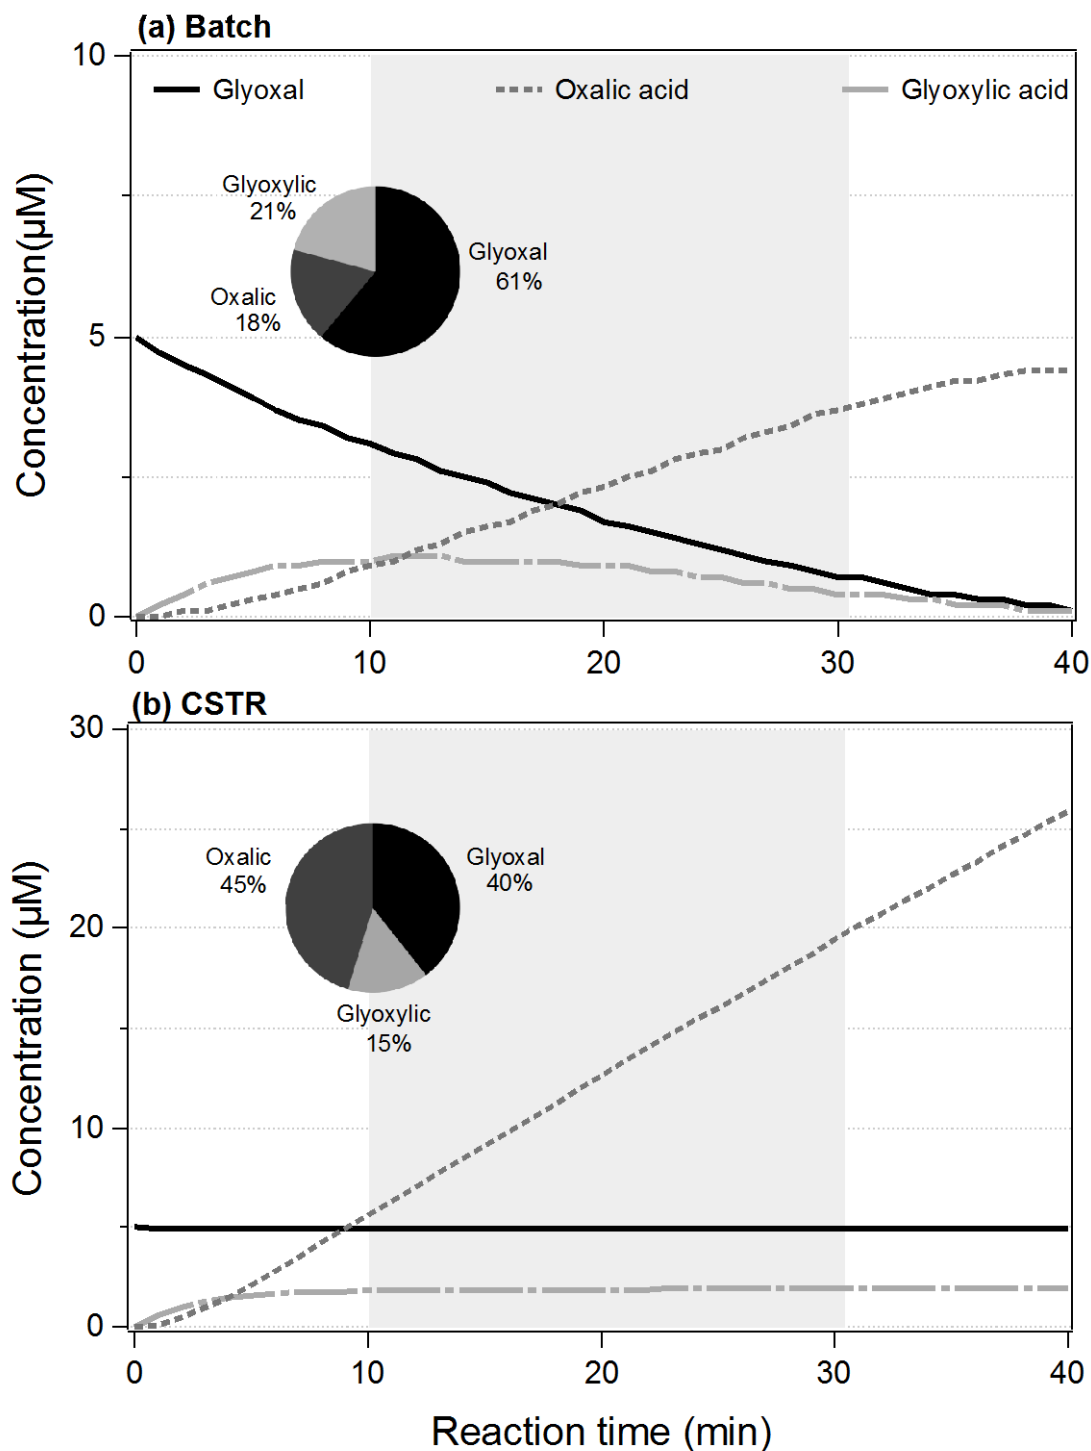 (a) Batch
10
Glyoxal
Oxalic acid
Glyoxylic acid
Glyoxylic
21%
Glyoxal
61%
Oxalic
18%
5
0
Concentration(µM)
0
10
20
30
40
(b) CSTR
30
Oxalic
45%
Glyoxal
40%
Glyoxylic
15%
20
10
0
Concentration (µM)
0
10
20
30
40
Reaction time (min)